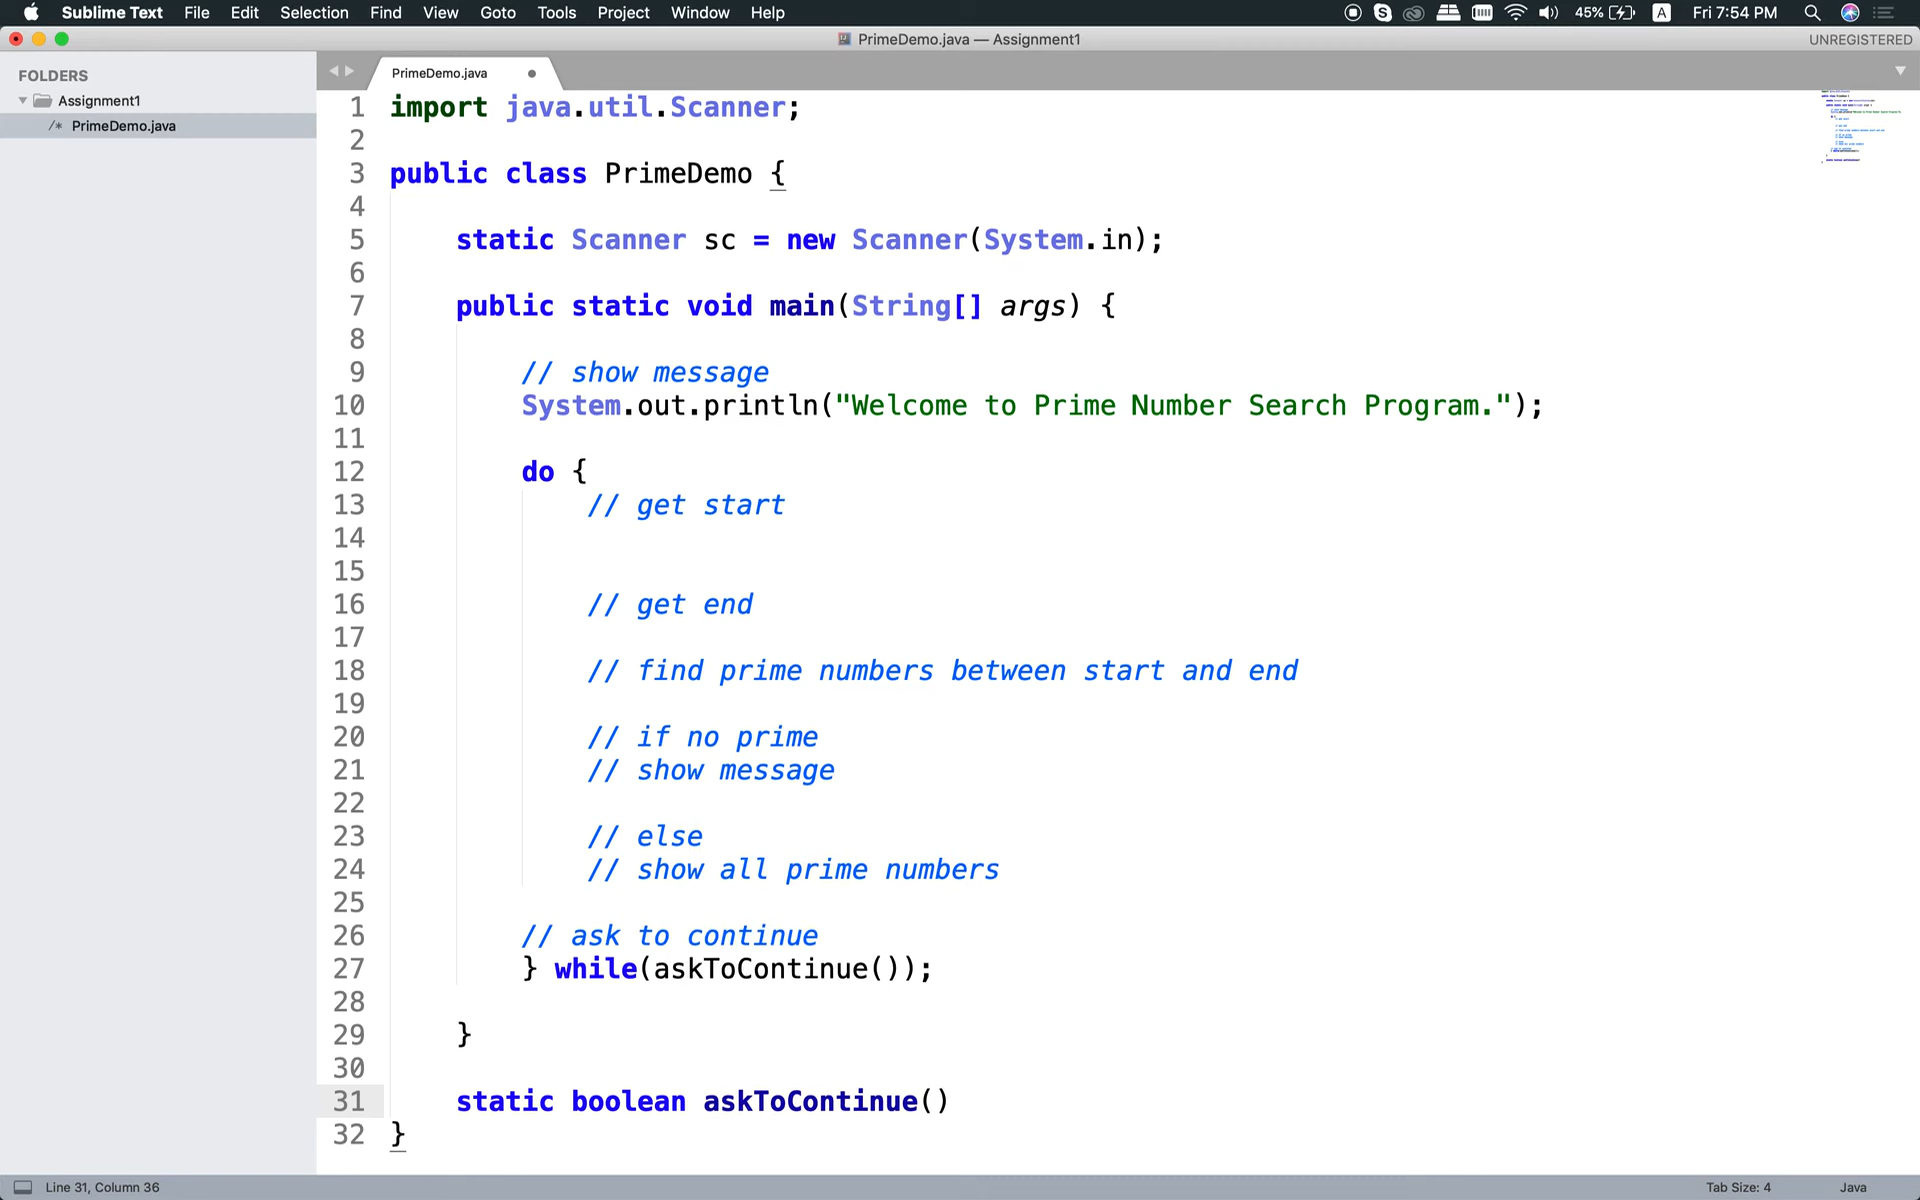 Sublime Text File Edit Selection Find View Goto Tools Project Window Help 45% A Fri 7:54 PM
PrimeDemo.java — Assignment1 UNREGISTERED
FOLDERS
Assignment1
/* PrimeDemo.java
PrimeDemo.java
1 import java.util.Scanner;
2
3 public class PrimeDemo {
4
5 static Scanner sc = new Scanner(System.in);
6
7 public static void main(String[] args) {
8
9 // show message
10 System.out.println("Welcome to Prime Number Search Program.");
11
12 do {
13 // get start
14
15
16 // get end
17
18 // find prime numbers between start and end
19
20 // if no prime
21 // show message
22
23 // else
24 // show all prime numbers
25
26 // ask to continue
27 } while(askToContinue());
28
29 }
30
31 static boolean askToContinue()
32 }
Line 31, Column 36 Tab Size: 4 Java